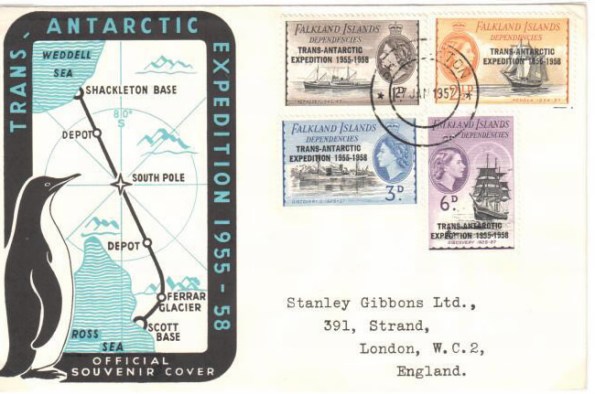 TRANS-ANTARCTIC EXPEDITION 1955-58
WEDDELL
SEA
SHACKLETON BASE
80°
S
DEPOT
SOUTH POLE
DEPOT
FERRAR
GLACIER
SCOTT
BASE
ROSS
SEA
OFFICIAL
SOUVENIR COVER
FALKLAND ISLANDS
DEPENDENCIES
TRANS-ANTARCTIC
EXPEDITION 1955-1958
FALKLAND ISLANDS
DEPENDENCIES
TRANS-ANTARCTIC
EXPEDITION 1955-1958
JAN 1957
FALKLAND ISLANDS
DEPENDENCIES
TRANS-ANTARCTIC
EXPEDITION 1955-1958
3D.
FALKLAND ISLANDS
DEPENDENCIES
6D.
TRANS-ANTARCTIC
EXPEDITION 1955-1958
Stanley Gibbons Ltd.,
391, Strand,
London, W.C.2,
England.